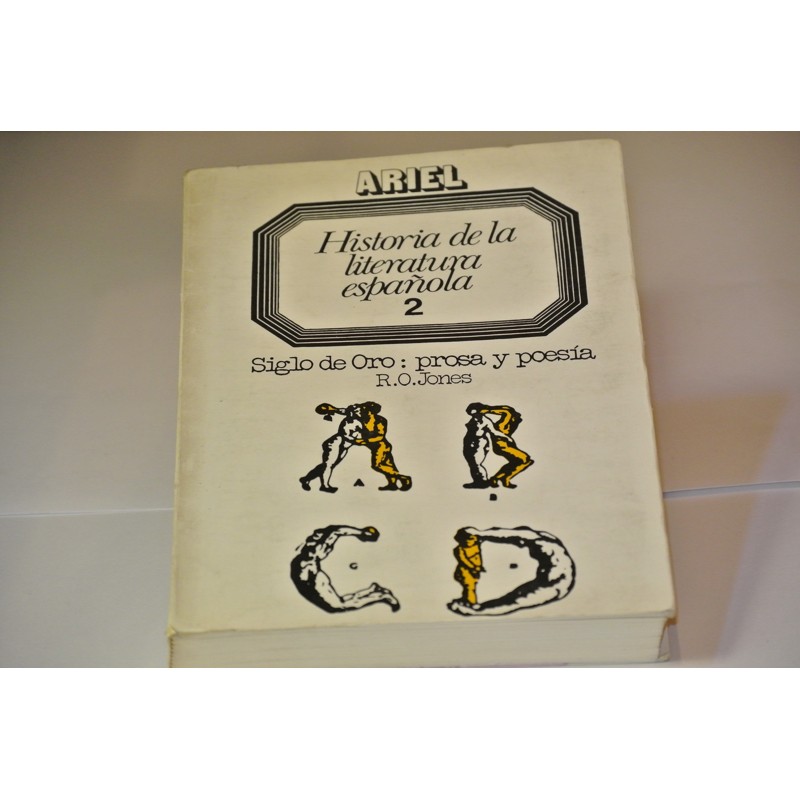 ARIEL
Historia de la
literatura
española
2
Siglo de Oro: prosa y poesía
R.O.Jones
A
B
C
D